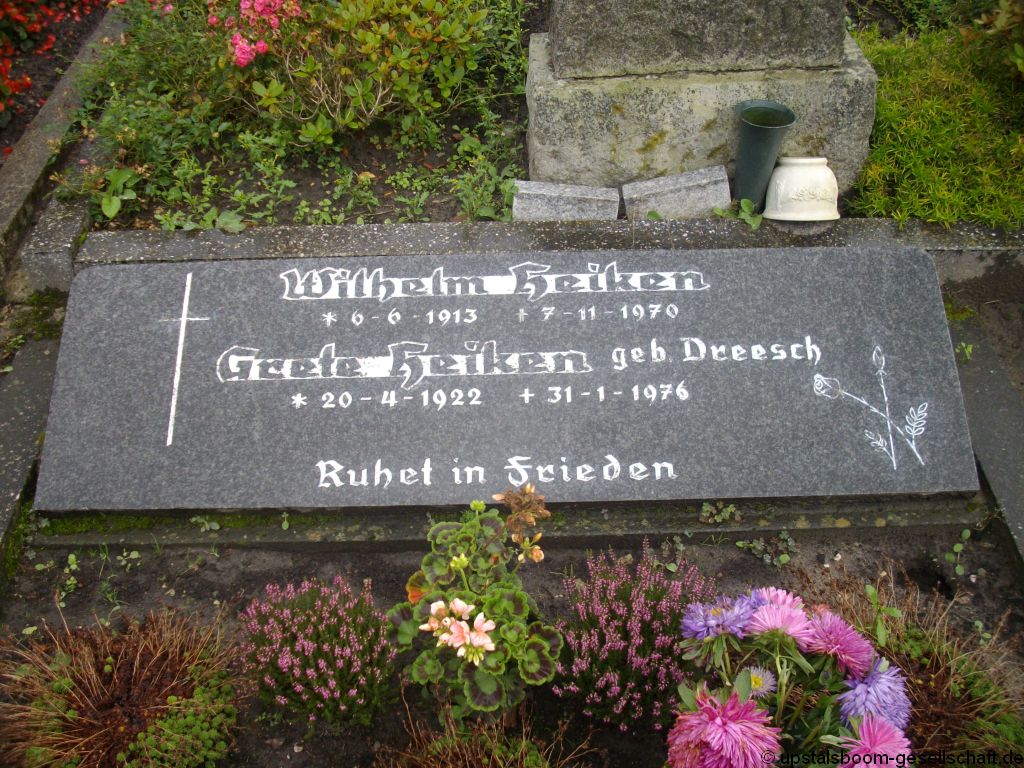 Wilhelm Heiken
* 6-6-1913 +7-11-1970
Grete Heiken geb. Dreesch
* 20-4-1922 +31-1-1976
Ruhet in Frieden
© upstalsboom-gesellschaft.de